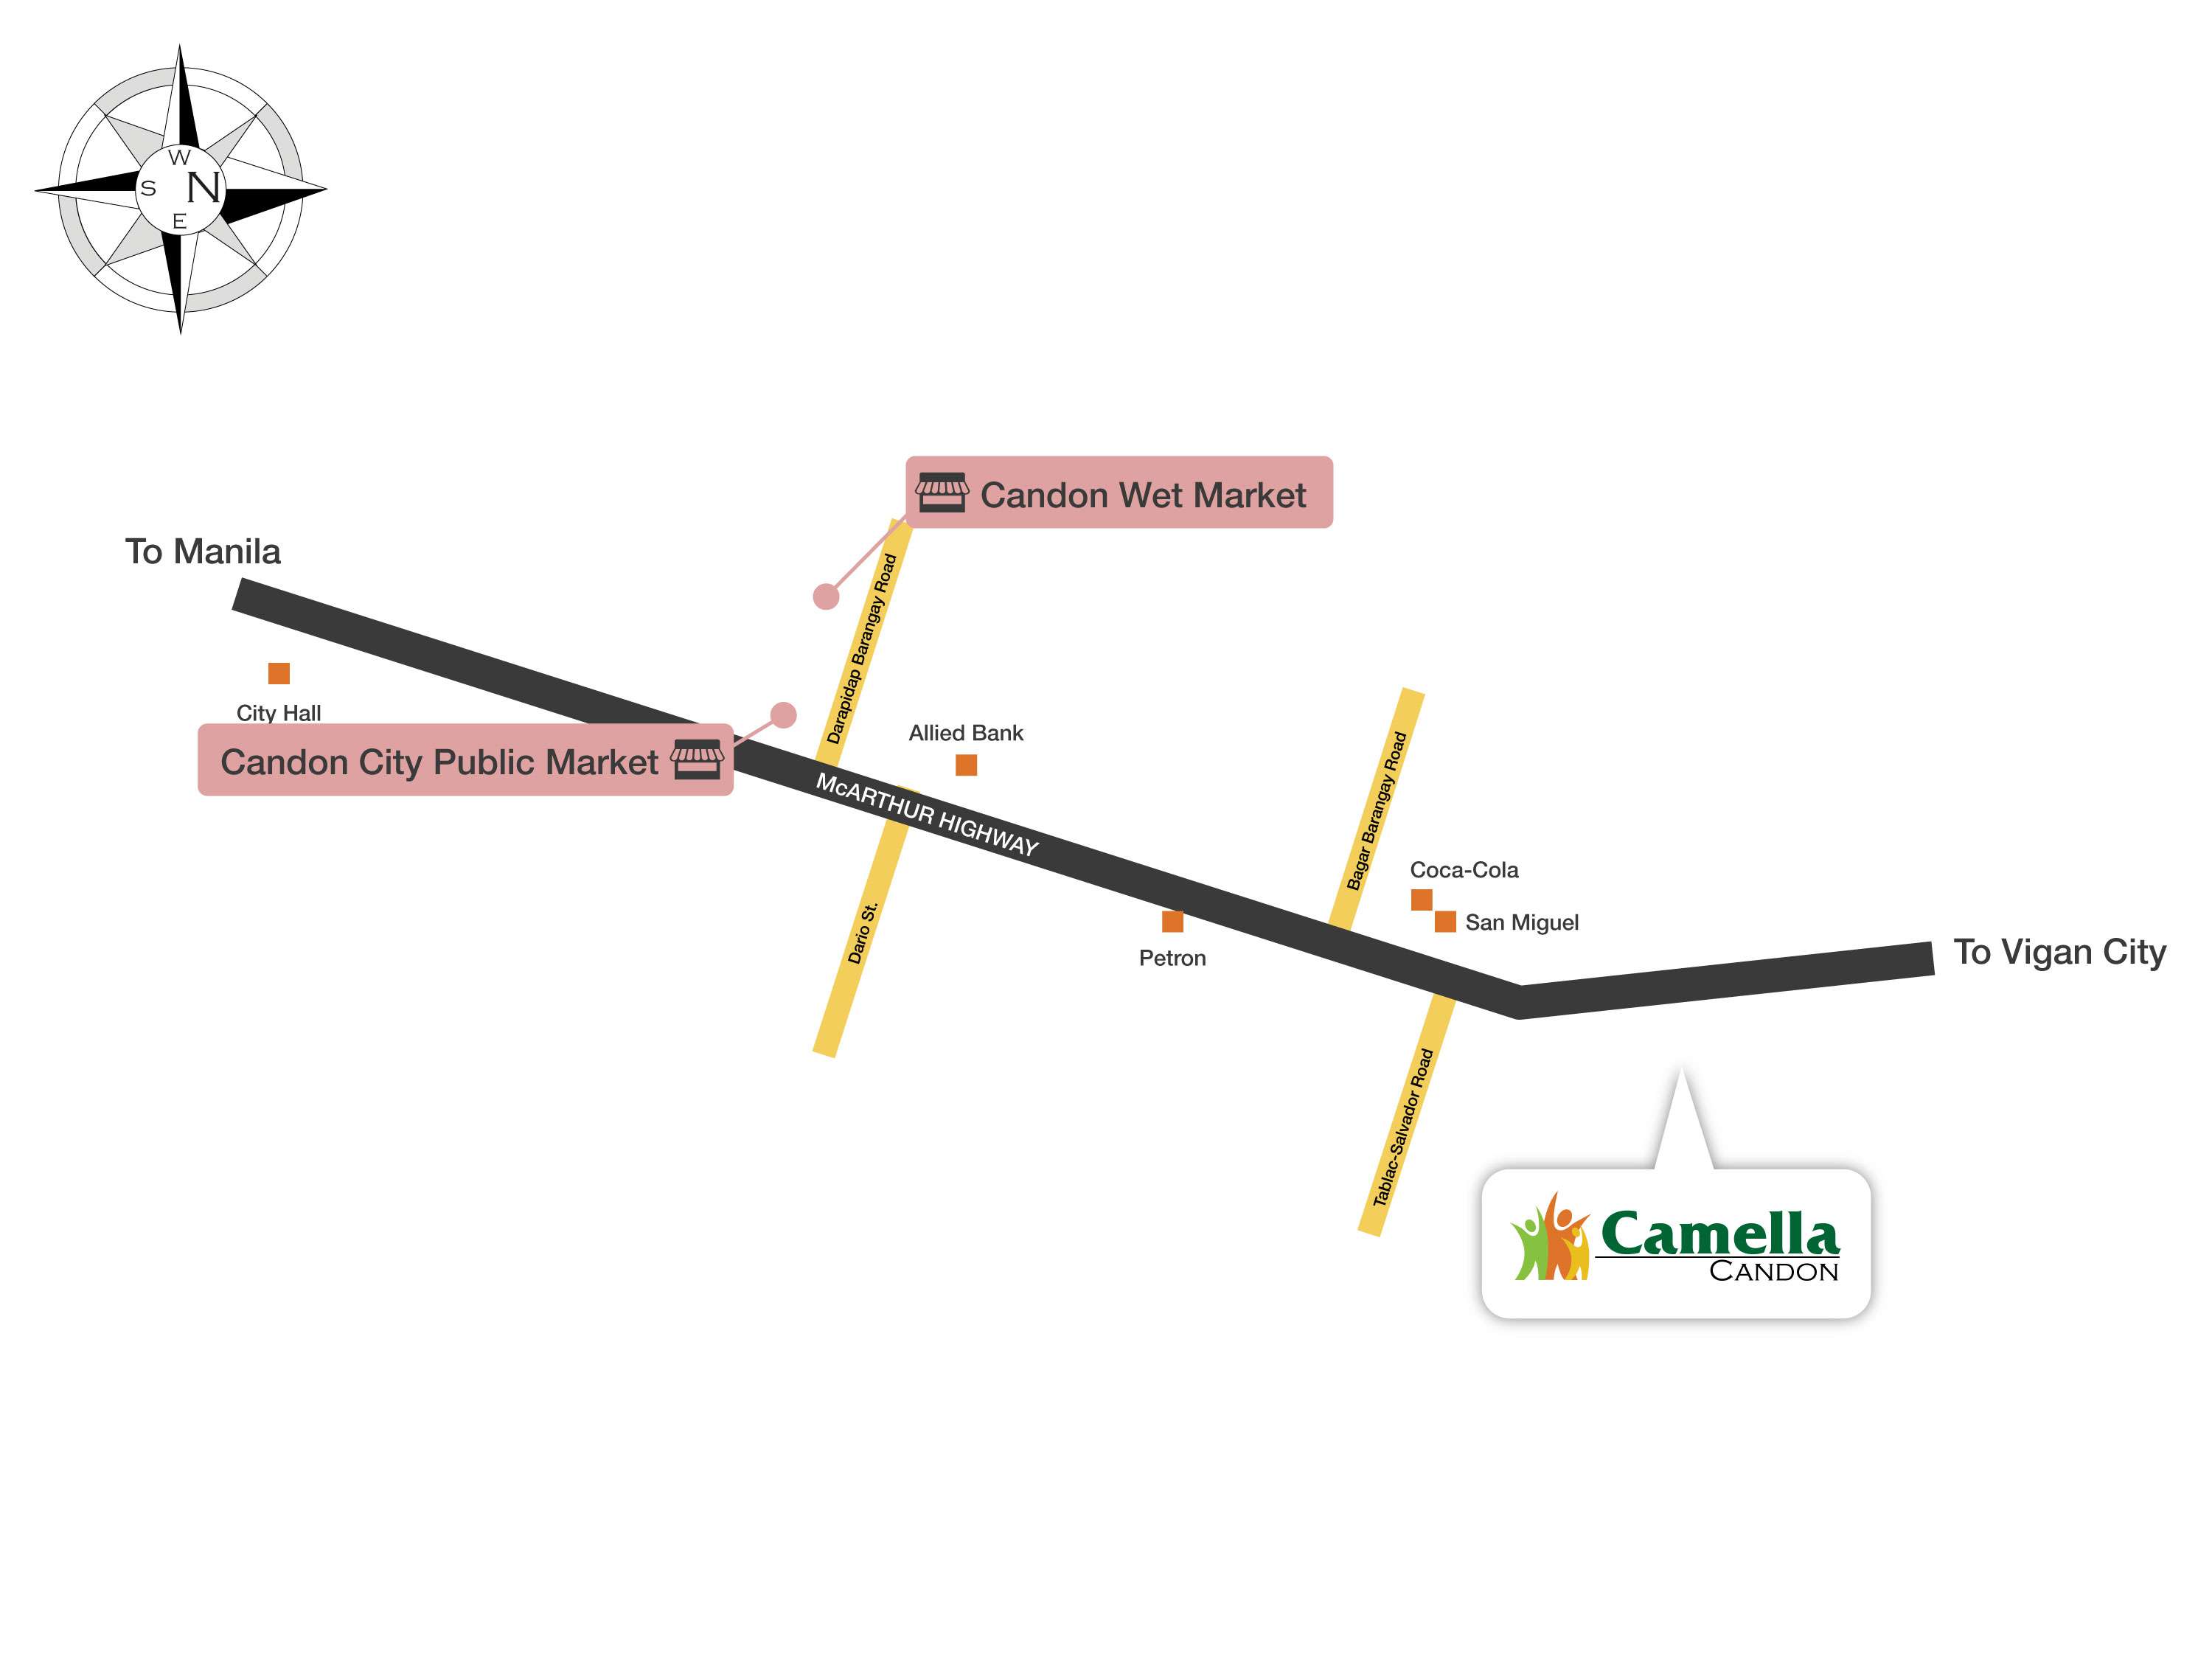 W
S N
E
Candon Wet Market
To Manila
Darapidap Barangay Road
City Hall
Candon City Public Market
Allied Bank
McARTHUR HIGHWAY
Bagar Barangay Road
Coca-Cola
San Miguel
Dario St.
Petron
To Vigan City
Tablac-Salvador Road
Camella
CANDON